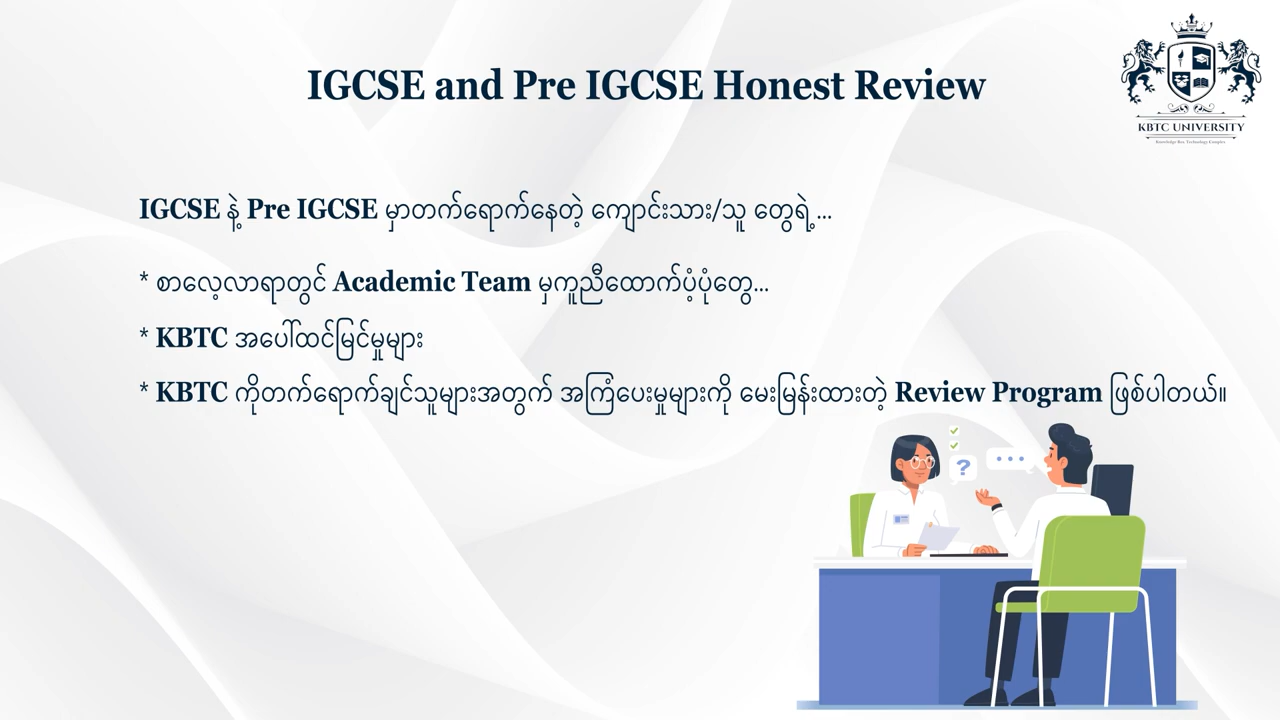 IGCSE and Pre IGCSE Honest Review
KBTC UNIVERSITY
Knowledge Box Technology Complex
IGCSE နဲ့ Pre IGCSE မှာတက်ရောက်နေတဲ့ ကျောင်းသား/သူ တွေရဲ့...
* စာလေ့လာရာတွင် Academic Team မှကူညီထောက်ပံ့ပုံတွေ...
* KBTC အပေါ်ထင်မြင်မှုများ
* KBTC ကိုတက်ရောက်ချင်သူများအတွက် အကြံပေးမှုများကို မေးမြန်းထားတဲ့ Review Program ဖြစ်ပါတယ်။
?